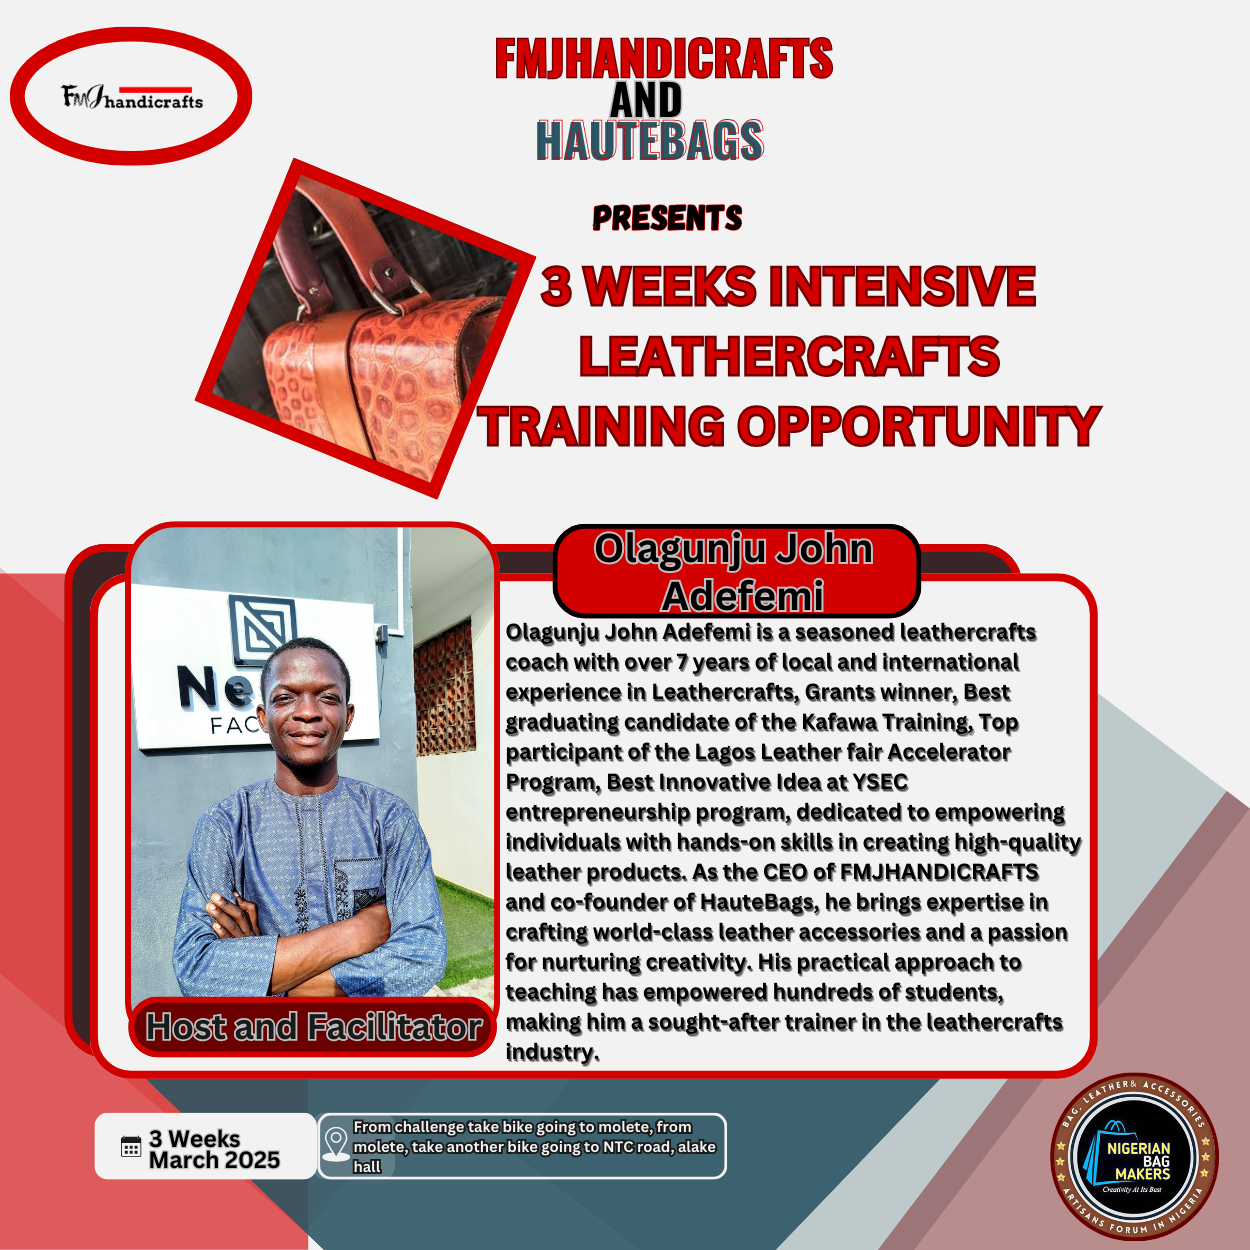 FMJhandicrafts
FMJHANDICRAFTS
AND
HAUTEBAGS
PRESENTS
3 WEEKS INTENSIVE
LEATHERCRAFTS
TRAINING OPPORTUNITY
Ne
FAC
Olagunju John
Adefemi
Olagunju John Adefemi is a seasoned leathercrafts
coach with over 7 years of local and international
experience in Leathercrafts, Grants winner, Best
graduating candidate of the Kafawa Training, Top
participant of the Lagos Leather fair Accelerator
Program, Best Innovative Idea at YSEC
entrepreneurship program, dedicated to empowering
individuals with hands-on skills in creating high-quality
leather products. As the CEO of FMJHANDICRAFTS
and co-founder of HauteBags, he brings expertise in
crafting world-class leather accessories and a passion
for nurturing creativity. His practical approach to
teaching has empowered hundreds of students,
making him a sought-after trainer in the leathercrafts
industry.
Host and Facilitator
3 Weeks
March 2025
From challenge take bike going to molete, from
molete, take another bike going to NTC road, alake
hall
BAG, LEATHER& ACCESSORIES
NIGERIAN
BAG
MAKERS
Creativity At Its Best
ARTISANS FORUM IN NIGERIA